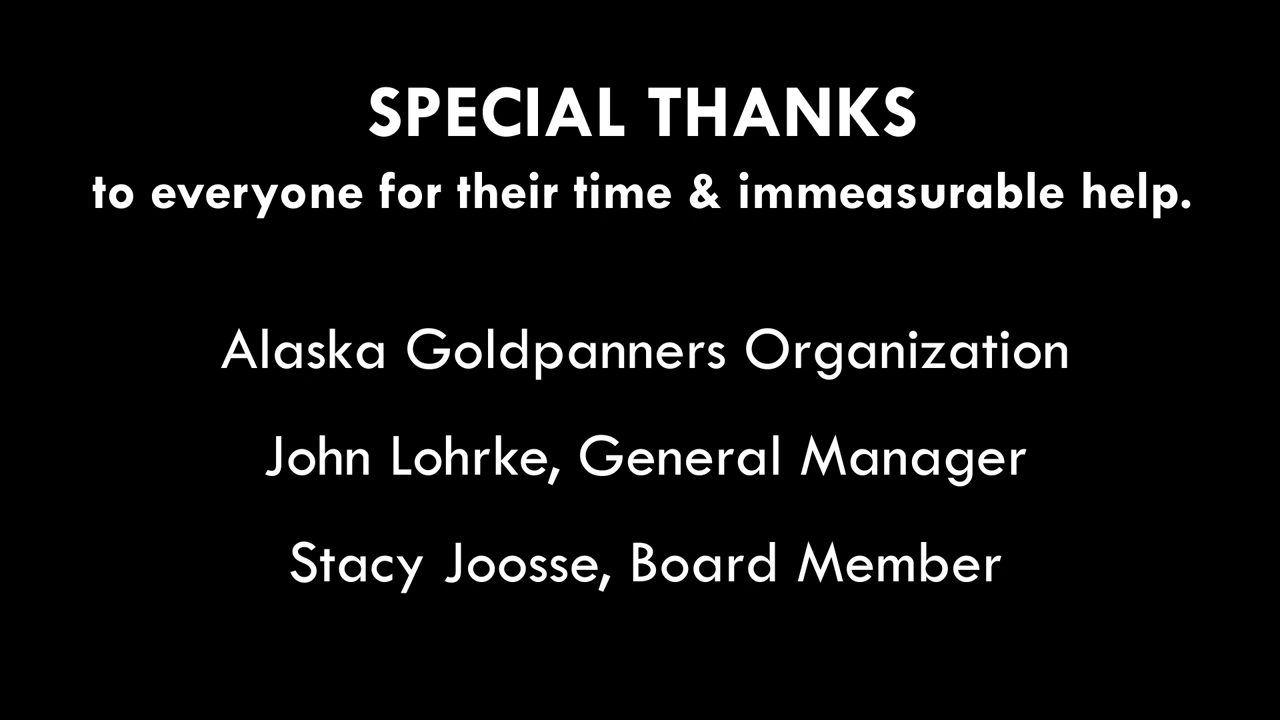 SPECIAL THANKS
to everyone for their time & immeasurable help.
Alaska Goldpanners Organization
John Lohrke, General Manager
Stacy Joosse, Board Member